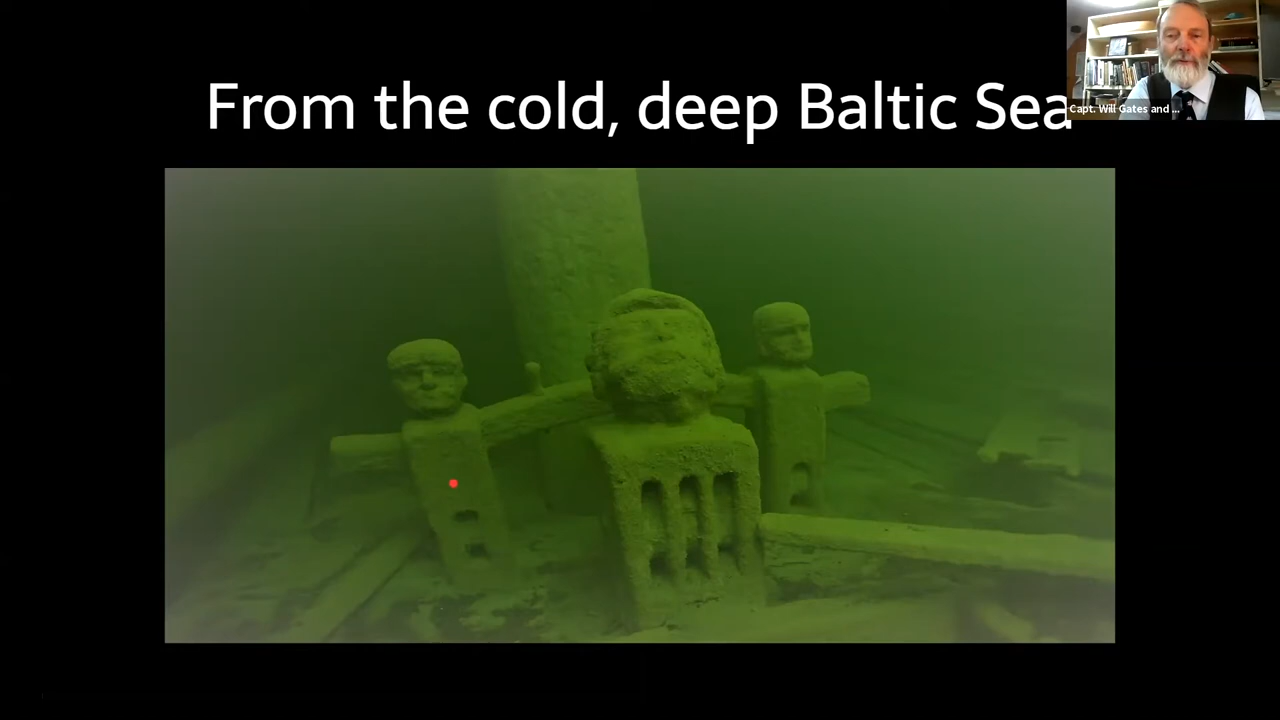 From the cold, deep Baltic Sea
Capt. Will Gates and ...